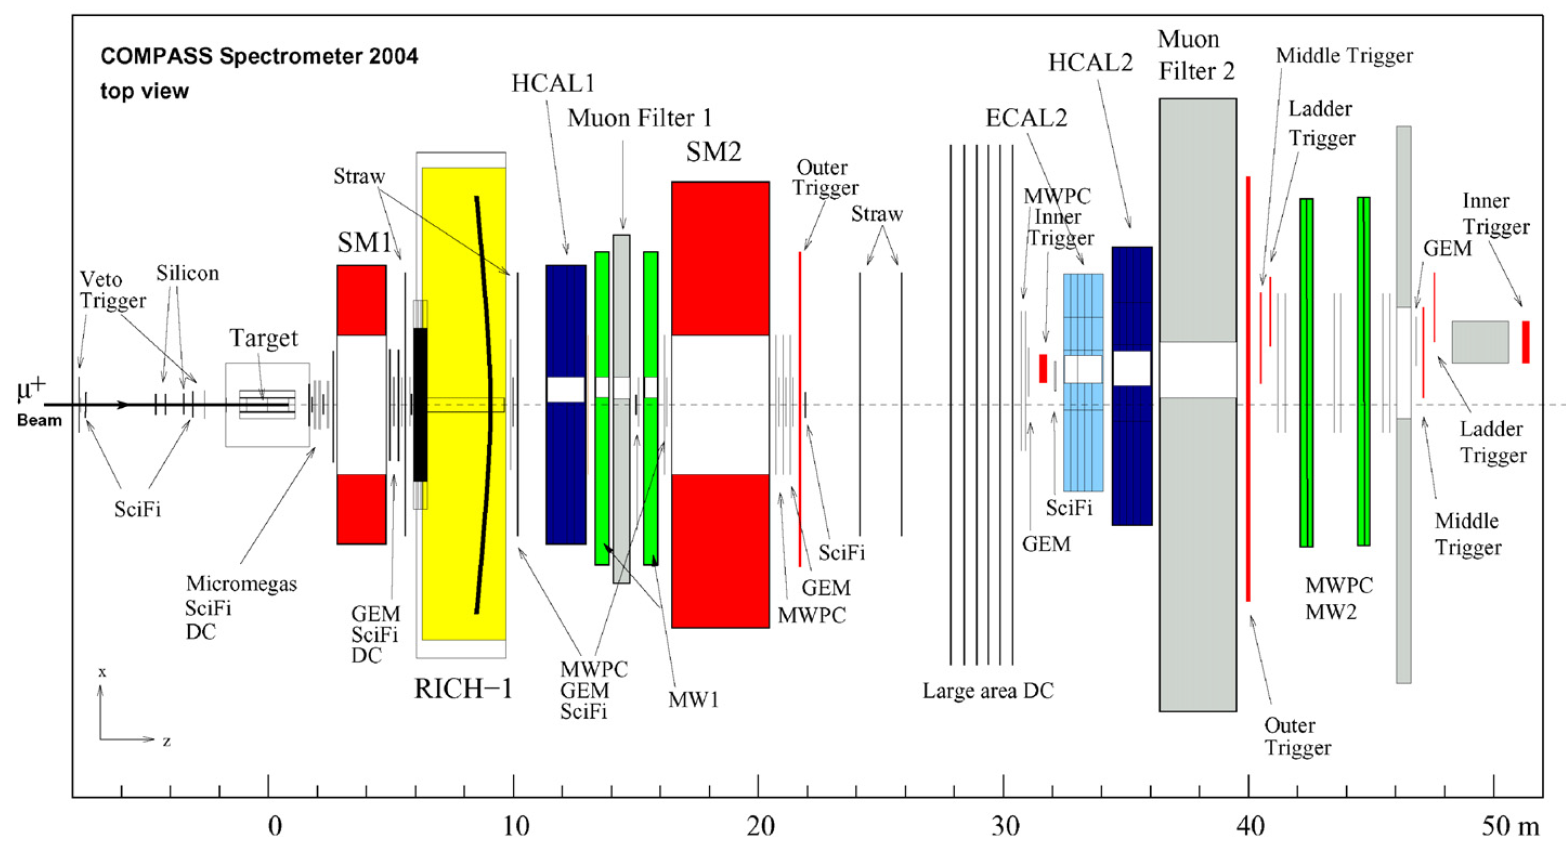 COMPASS Spectrometer 2004
top view
Muon
Filter 2
Middle Trigger
HCAL2
HCAL1
Ladder
Trigger
Muon Filter 1
ECAL2
SM2
Outer
Trigger
Straw
MWPC
Inner
Trigger
Straw
Inner
Trigger
SM1
GEM
Veto
Trigger
Silicon
Target
μ+
Beam
Ladder
Trigger
SciFi
SciFi
Middle
Trigger
GEM
SciFi
GEM
MWPC
Micromegas
SciFi
DC
GEM
SciFi
DC
MWPC
MW2
MWPC
GEM
SciFi
RICH-1
MW1
Large area DC
Outer
Trigger
x
z
0 10 20 30 40 50 m